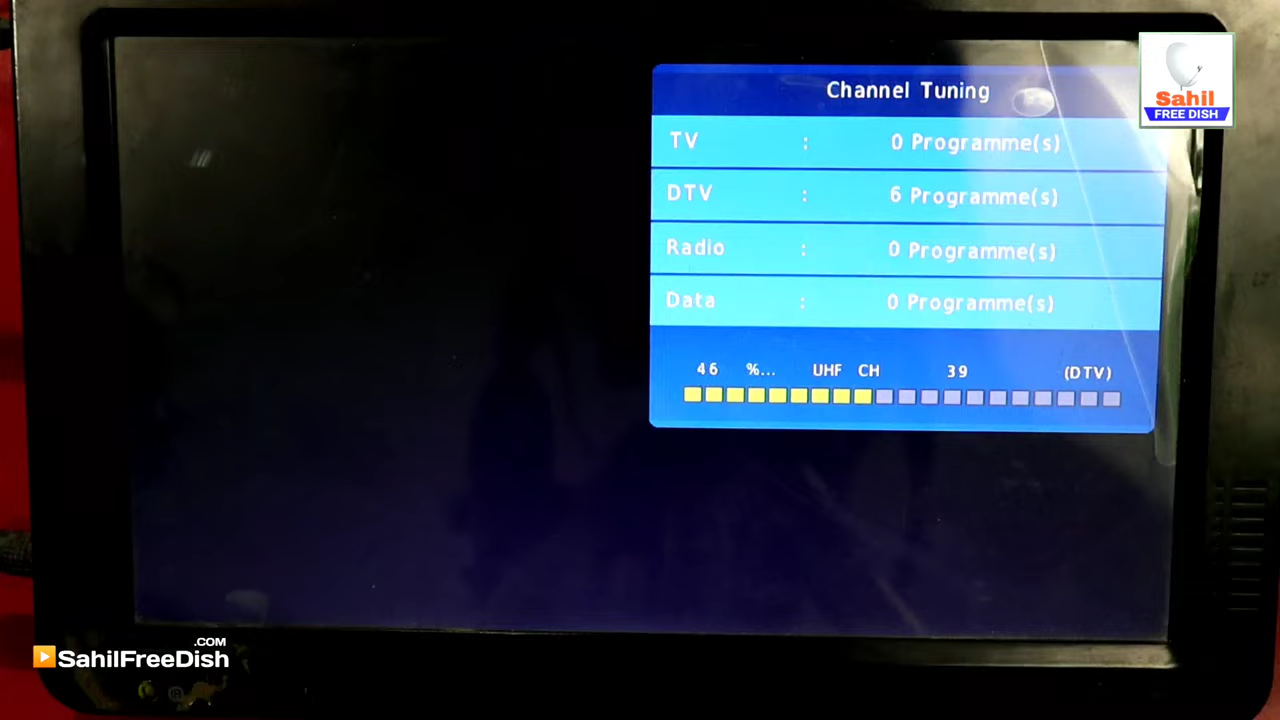 Channel Tuning
TV : 0 Programme(s)
DTV : 6 Programme(s)
Radio : 0 Programme(s)
Data : 0 Programme(s)
46 %... UHF CH 39 (DTV)
Sahil
FREE DISH
.COM
SahilFreeDish